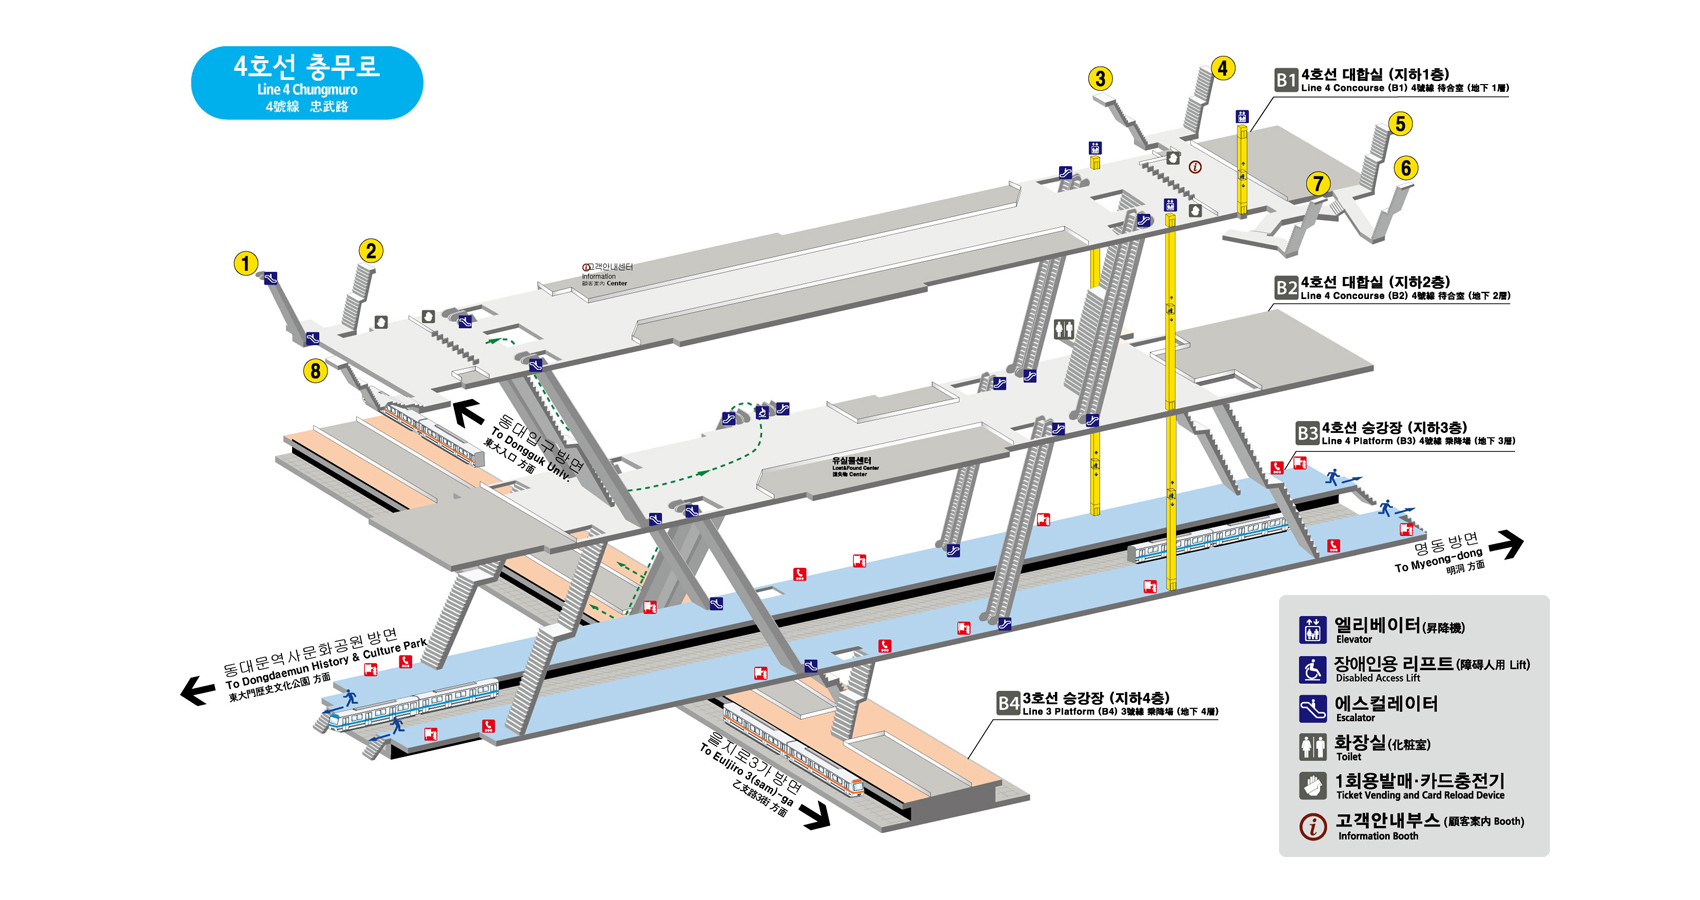 4호선 충무로
Line 4 Chungmuro
4號線 忠武路
1
2
3
4
5
6
7
8
B1 4호선 대합실 (지하1층)
Line 4 Concourse (B1) 4號線 待合室 (地下 1層)
B2 4호선 대합실 (지하2층)
Line 4 Concourse (B2) 4號線 待合室 (地下 2層)
B3 4호선 승강장 (지하3층)
Line 4 Platform (B3) 4號線 乘降場 (地下 3層)
B4 3호선 승강장 (지하4층)
Line 3 Platform (B4) 3號線 乘降場 (地下 4層)
고객안내센터
Information
顧客案內 Center
유실물센터
Lost&Found Center
遺失物 Center
동대입구 방면
To Dongguk Univ.
東大入口 方面
동대문역사문화공원 방면
To Dongdaemun History & Culture Park
東大門歷史文化公園 方面
을지로3가 방면
To Euljiro 3(sam)-ga
乙支路3街 方面
명동 방면
To Myeong-dong
明洞 方面
엘리베이터(昇降機)
Elevator
장애인용 리프트(障碍人用 Lift)
Disabled Access Lift
에스컬레이터
Escalator
화장실(化粧室)
Toilet
1회용발매·카드충전기
Ticket Vending and Card Reload Device
고객안내부스(顧客案內 Booth)
Information Booth